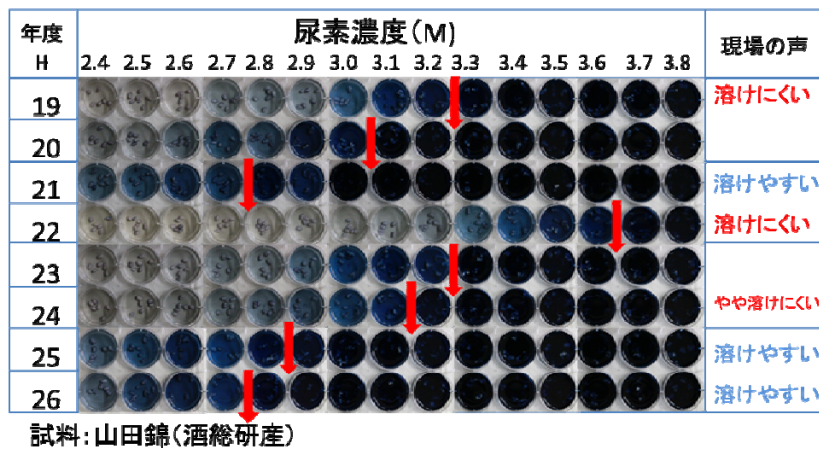 年度 H
尿素濃度(M)
2.4 2.5 2.6 2.7 2.8 2.9 3.0 3.1 3.2 3.3 3.4 3.5 3.6 3.7 3.8
現場の声
19 溶けにくい
20
21 溶けやすい
22 溶けにくい
23
24 やや溶けにくい
25 溶けやすい
26 溶けやすい
試料:山田錦(酒総研産)